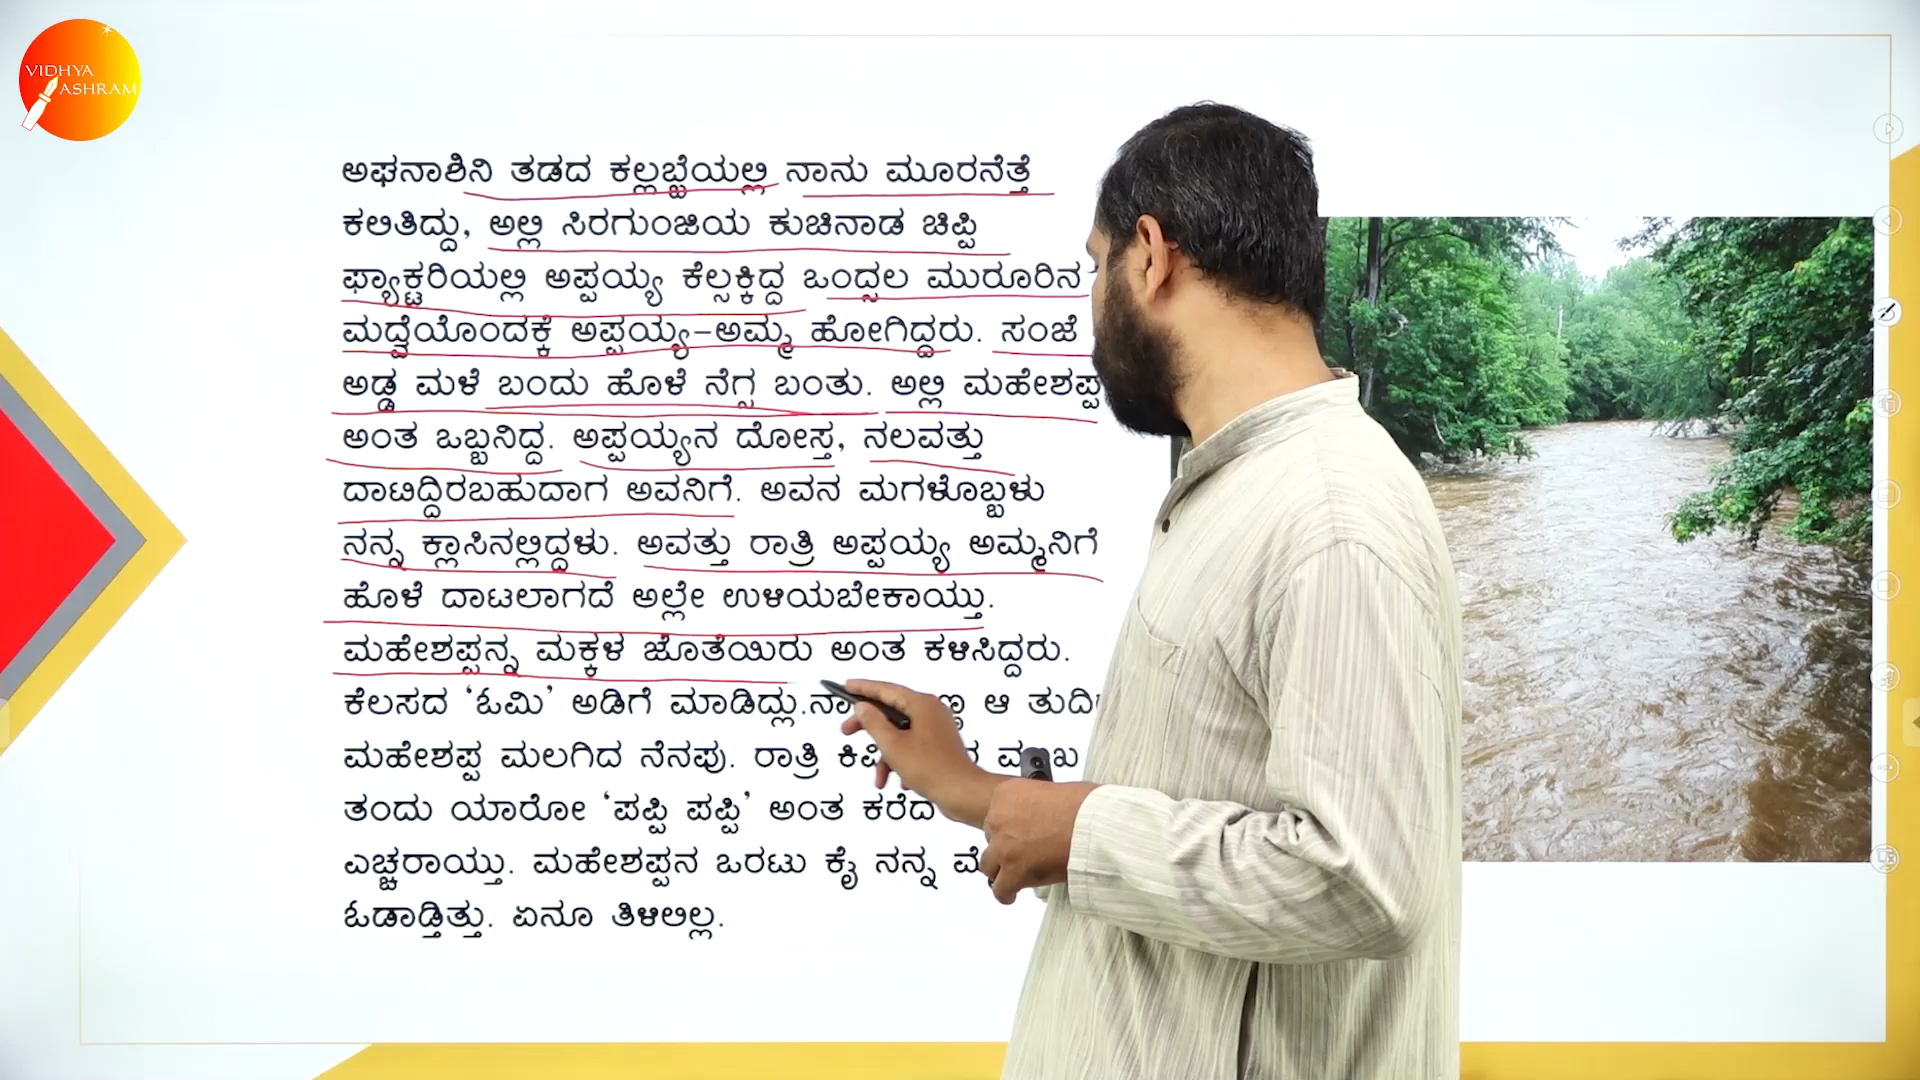 VIDHYA
ASHRAM
ಅಘನಾಶಿನಿ ತಡದ ಕಲ್ಲಬ್ಬೆಯಲ್ಲಿ ನಾನು ಮೂರನೆತ್ತೆ
ಕಲಿತಿದ್ದು, ಅಲ್ಲಿ ಸಿರಗುಂಜಿಯ ಕುಚಿನಾಡ ಚಿಪ್ಪಿ
ಫ್ಯಾಕ್ಟರಿಯಲ್ಲಿ ಅಪ್ಪಯ್ಯ ಕೆಲ್ಸಕ್ಕಿದ್ದ ಒಂದ್ಸಲ ಮುರೂರಿನ
ಮದ್ವೆಯೊಂದಕ್ಕೆ ಅಪ್ಪಯ್ಯ-ಅಮ್ಮ ಹೋಗಿದ್ದರು. ಸಂಜೆ
ಅಡ್ಡ ಮಳೆ ಬಂದು ಹೊಳೆ ನೆಗ್ಸ ಬಂತು. ಅಲ್ಲಿ ಮಹೇಶಪ್ಪ
ಅಂತ ಒಬ್ಬನಿದ್ದ. ಅಪ್ಪಯ್ಯನ ದೋಸ್ತ, ನಲವತ್ತು
ದಾಟಿದ್ದಿರಬಹುದಾಗ ಅವನಿಗೆ. ಅವನ ಮಗಳೊಬ್ಬಳು
ನನ್ನ ಕ್ಲಾಸಿನಲ್ಲಿದ್ದಳು. ಅವತ್ತು ರಾತ್ರಿ ಅಪ್ಪಯ್ಯ ಅಮ್ಮನಿಗೆ
ಹೊಳೆ ದಾಟಲಾಗದೆ ಅಲ್ಲೇ ಉಳಿಯಬೇಕಾಯ್ತು.
ಮಹೇಶಪ್ಪನ್ನ ಮಕ್ಕಳ ಜೊತೆಯಿರು ಅಂತ ಕಳಿಸಿದ್ದರು.
ಕೆಲಸದ ‘ಓಮಿ’ ಅಡಿಗೆ ಮಾಡಿದ್ಲು. ಆ
ಮಹೇಶಪ್ಪ ಮಲಗಿದ ನೆನಪು. ರಾತ್ರಿ
ತಂದು ಯಾರೋ ‘ಪಪ್ಪಿ ಪಪ್ಪಿ’ ಅಂತ
ಎಚ್ಚರಾಯ್ತು. ಮಹೇಶಪ್ಪನ ಒರಟು ಕೈ ನನ್ನ
ಓಡಾಡ್ತಿತ್ತು. ಏನೂ ತಿಳಿಲಿಲ್ಲ.